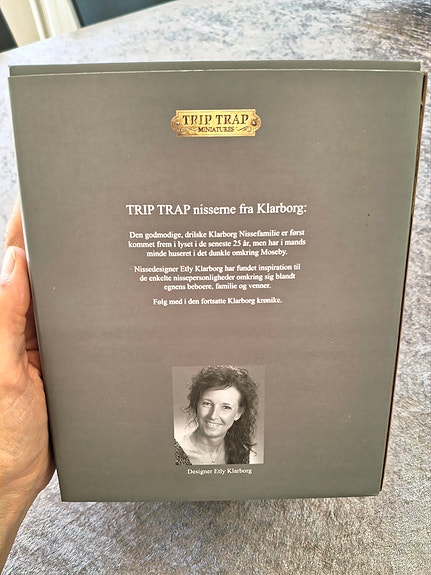 TRIP TRAP
MINIATURES
TRIP TRAP nisserne fra Klarborg:
Den godmodige, drilske Klarborg Nissefamilie er først
kommet frem i lyset i de seneste 25 år, men har i mands
minde huseret i det dunkle omkring Moseby.
Nissedesigner Etly Klarborg har fundet inspiration til
de enkelte nissepersonligheder omkring sig blandt
egnens beboere, familie og venner.
Følg med i den fortsatte Klarborg krønike.
Designer Etly Klarborg